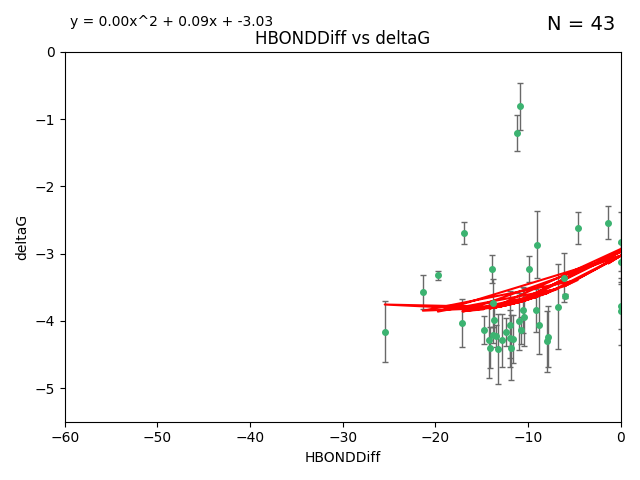 y = 0.00x^2 + 0.09x + -3.03
N = 43
HBONDDiff vs deltaG
0
−1
−2
−3
−4
−5
deltaG
−60 −50 −40 −30 −20 −10 0
HBONDDiff